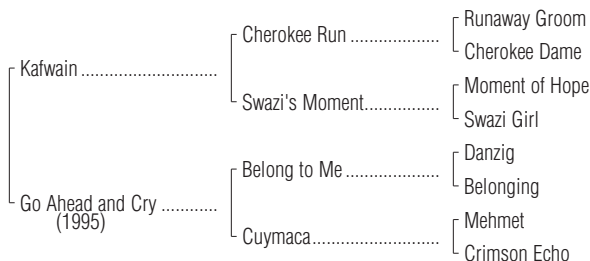 Runaway Groom
Cherokee Run ...................
Cherokee Dame
Kafwain .............................
Moment of Hope
Swazi's Moment................
Swazi Girl
Danzig
Belong to Me ....................
Belonging
Go Ahead and Cry ............
(1995)
Mehmet
Cuymaca...........................
Crimson Echo